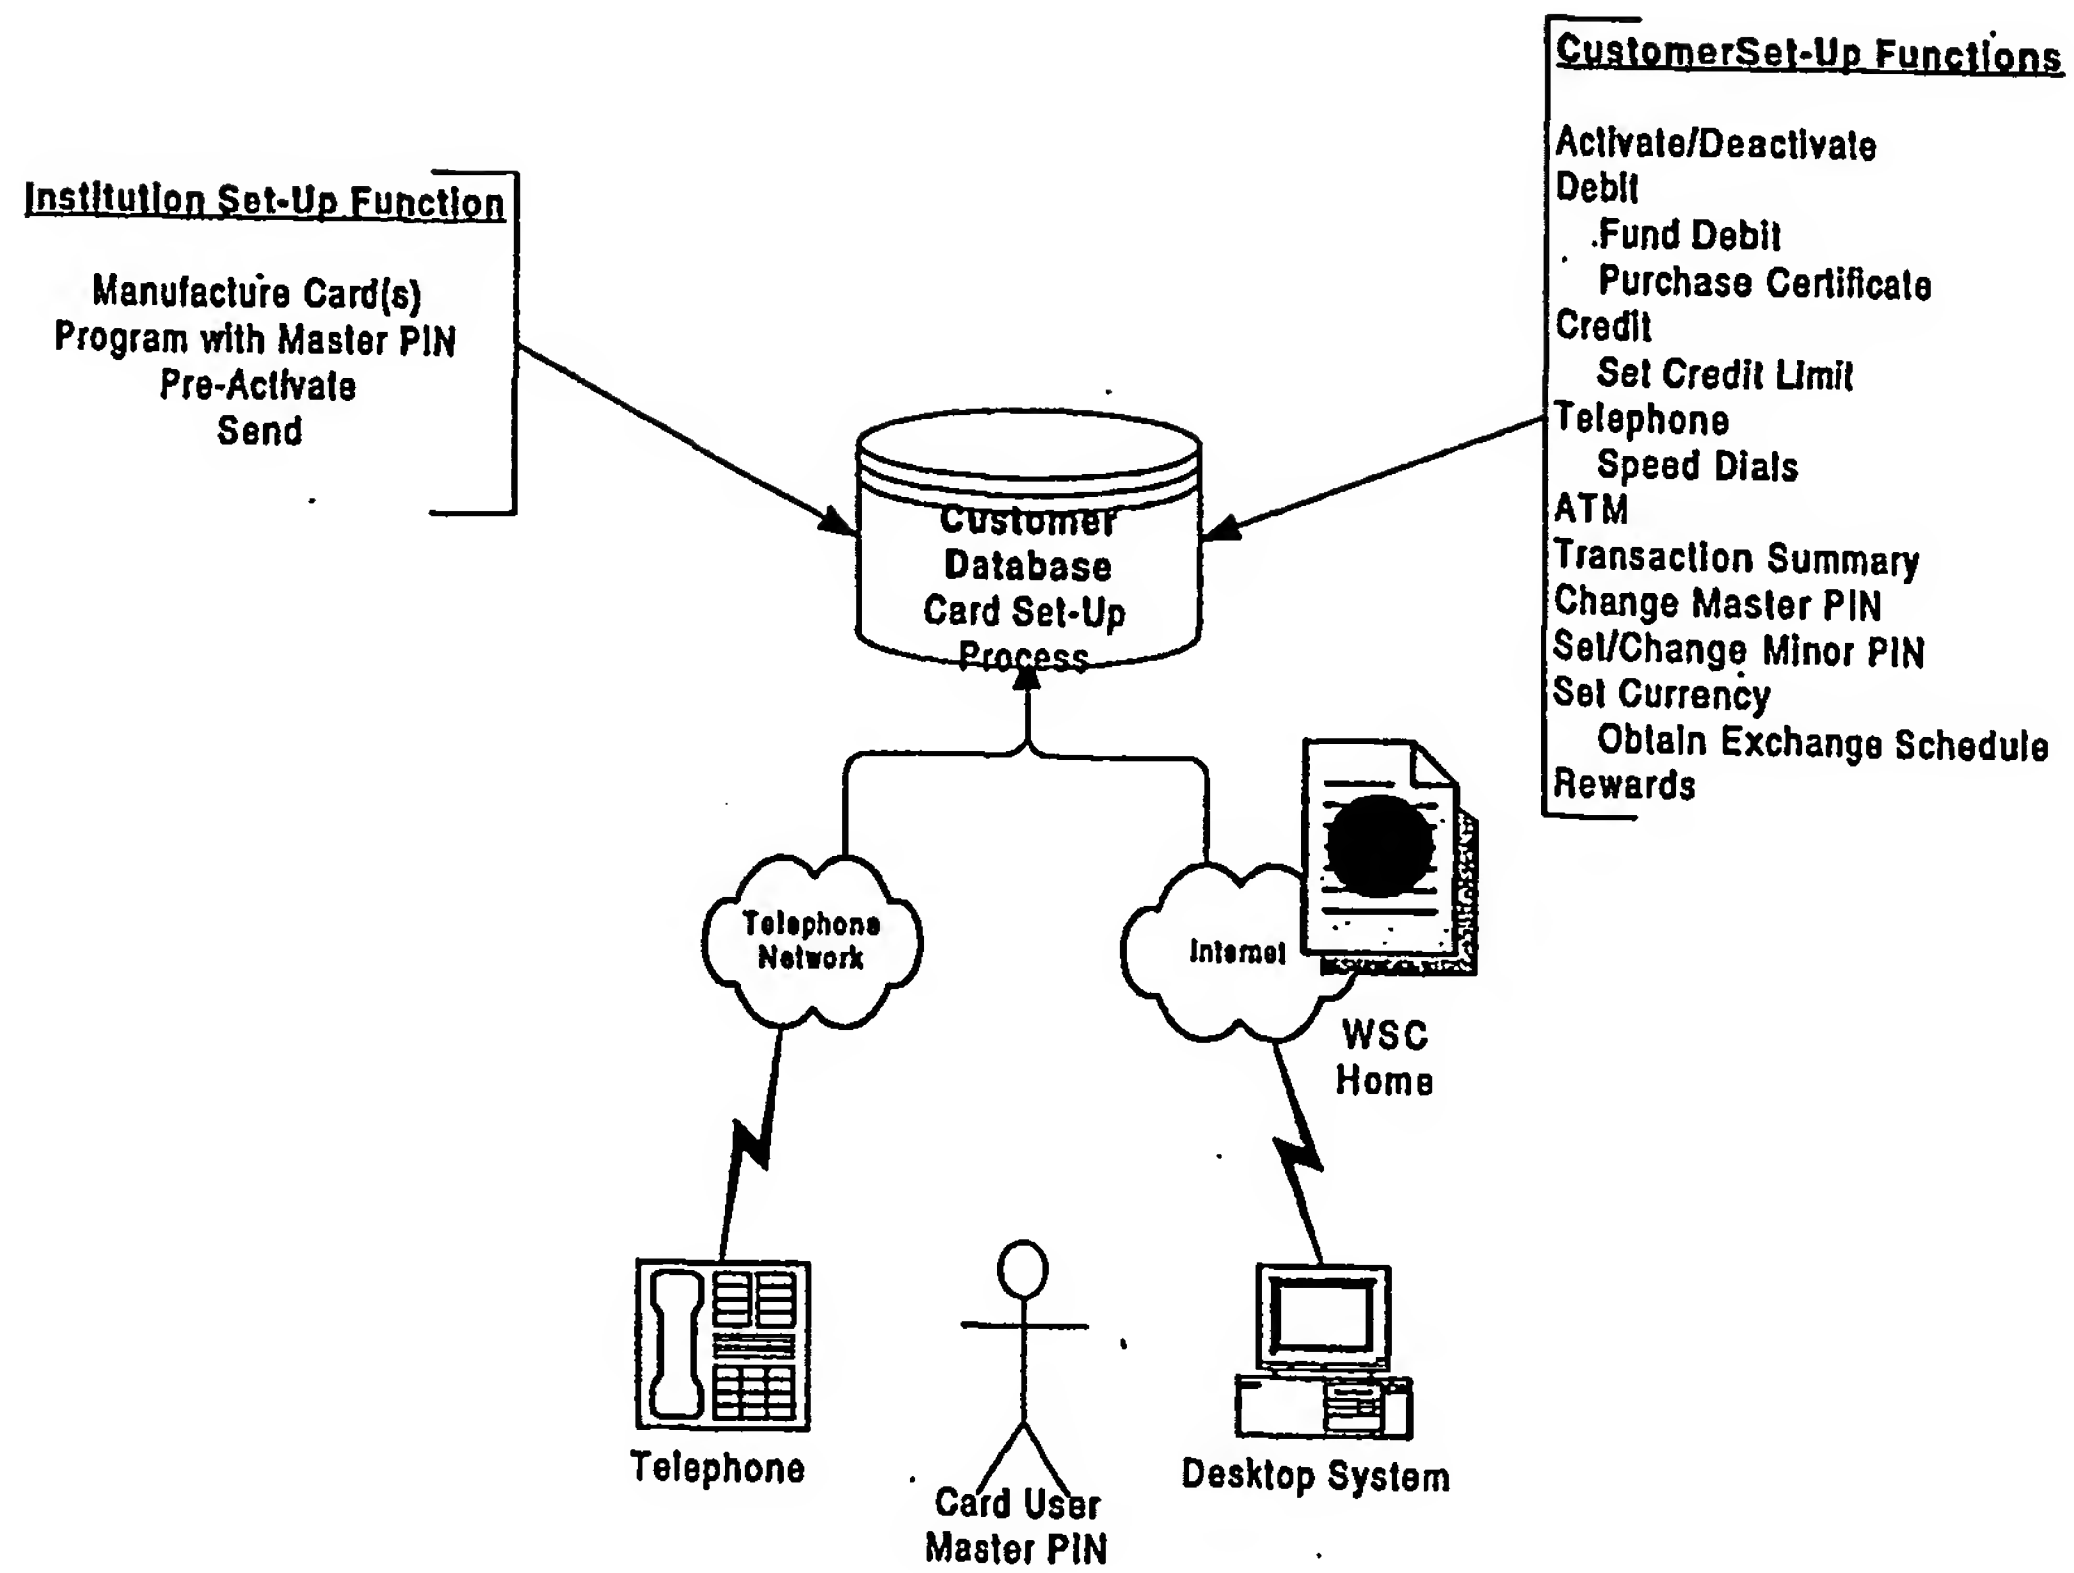 CustomerSet-Up Functions
Activate/Deactivate
Debit
Fund Debit
Purchase Certificate
Credit
Set Credit Limit
Telephone
Speed Dials
ATM
Transaction Summary
Change Master PIN
Set/Change Minor PIN
Set Currency
Obtain Exchange Schedule
Rewards
Institution Set-Up Function
Manufacture Card(s)
Program with Master PIN
Pre-Activate
Send
Customer
Database
Card Set-Up
Process
Telephone
Network
Internet
WSC
Home
Telephone
Card User
Master PIN
Desktop System